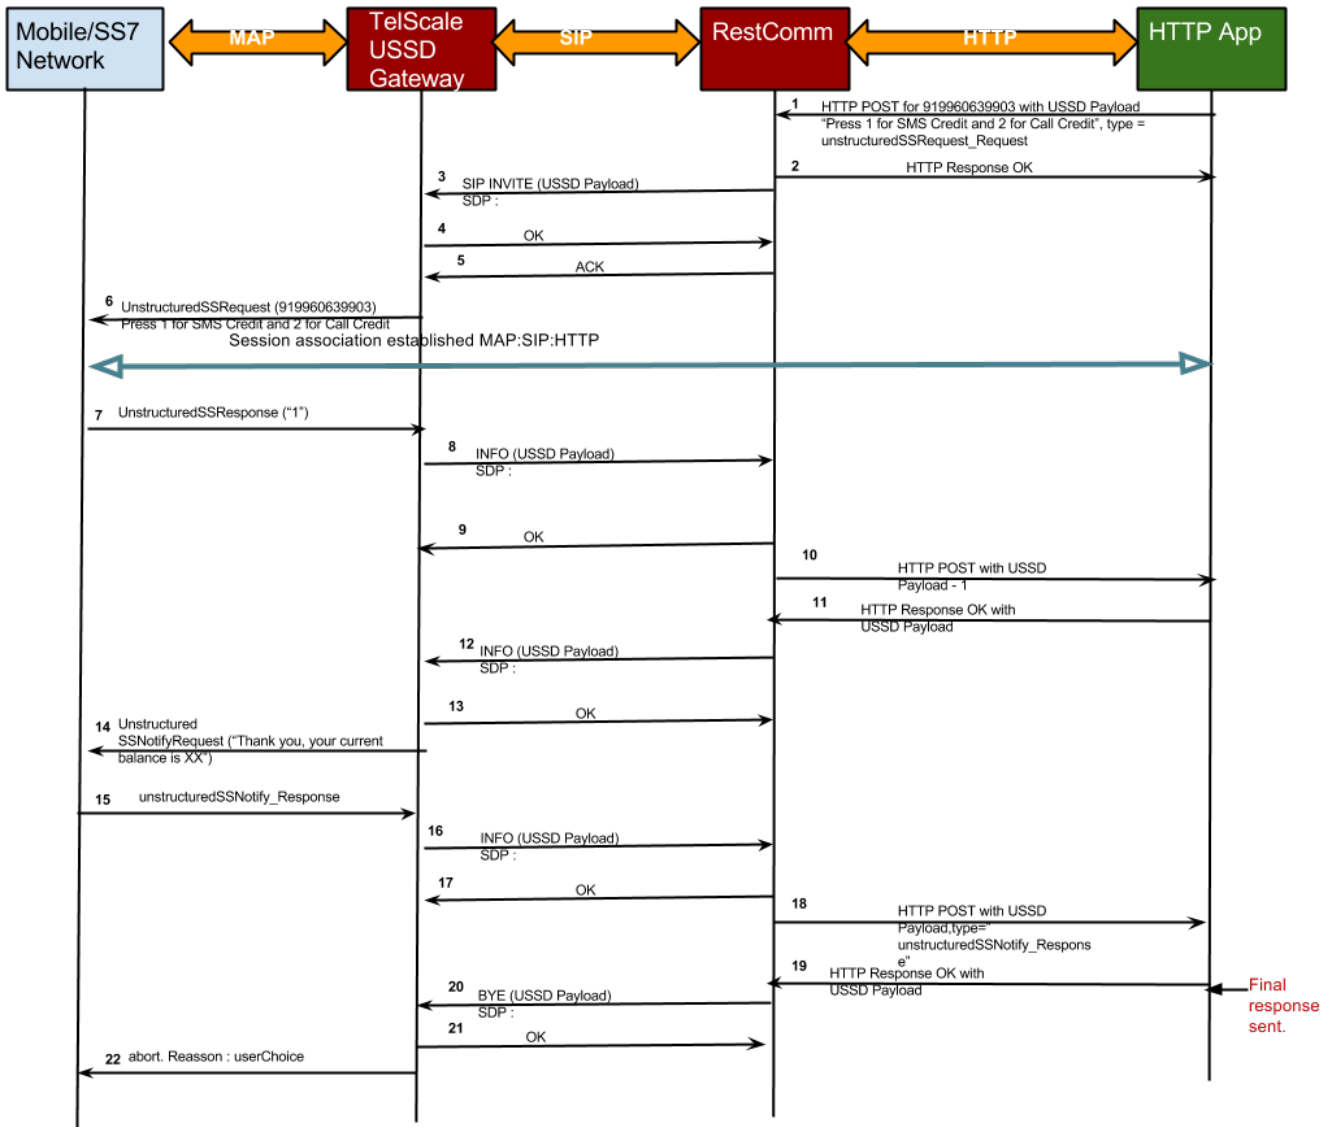 Mobile/SS7
Network
MAP
TelScale
USSD
Gateway
SIP
RestComm
HTTP
HTTP App
1
HTTP POST for 919960639903 with USSD Payload
“Press 1 for SMS Credit and 2 for Call Credit”, type =
unstructuredSSRequest_Request
2
HTTP Response OK
3
SIP INVITE (USSD Payload)
SDP :
4
OK
5
ACK
6
UnstructuredSSRequest (919960639903)
Press 1 for SMS Credit and 2 for Call Credit
Session association established MAP:SIP:HTTP
7
UnstructuredSSResponse (“1”)
8
INFO (USSD Payload)
SDP :
9
OK
10
HTTP POST with USSD
Payload - 1
11
HTTP Response OK with
USSD Payload
12
INFO (USSD Payload)
SDP :
13
OK
14
Unstructured
SSNotifyRequest (“Thank you, your current
balance is XX”)
15
unstructuredSSNotify_Response
16
INFO (USSD Payload)
SDP :
17
OK
18
HTTP POST with USSD
Payload,type=”
unstructuredSSNotify_Respons
e”
19
HTTP Response OK with
USSD Payload
Final
response
sent.
20
BYE (USSD Payload)
SDP :
21
OK
22
abort. Reasson : userChoice